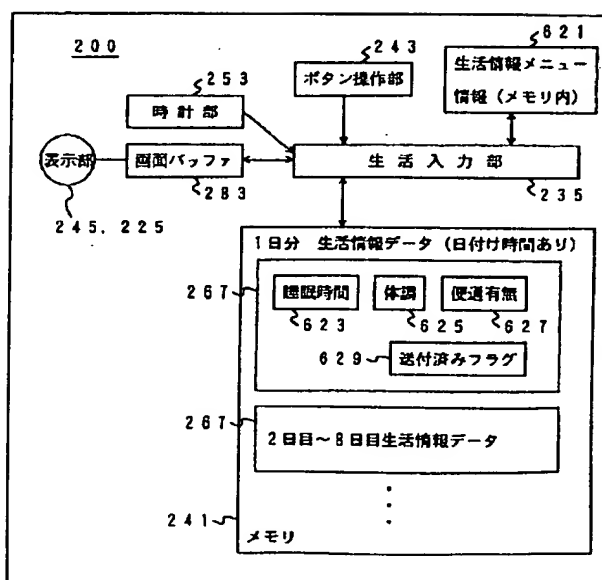 200
243
621
253
ボタン操作部
生活情報メニュー
情報(メモリ内)
時計部
表示部
画面バッファ
生活入力部
283
235
245, 225
1日分 生活情報データ(日付け時間あり)
267
睡眠時間
体調
便通有無
623
625
627
629
送付済みフラグ
267
2日目~8日目生活情報データ
241
メモリ